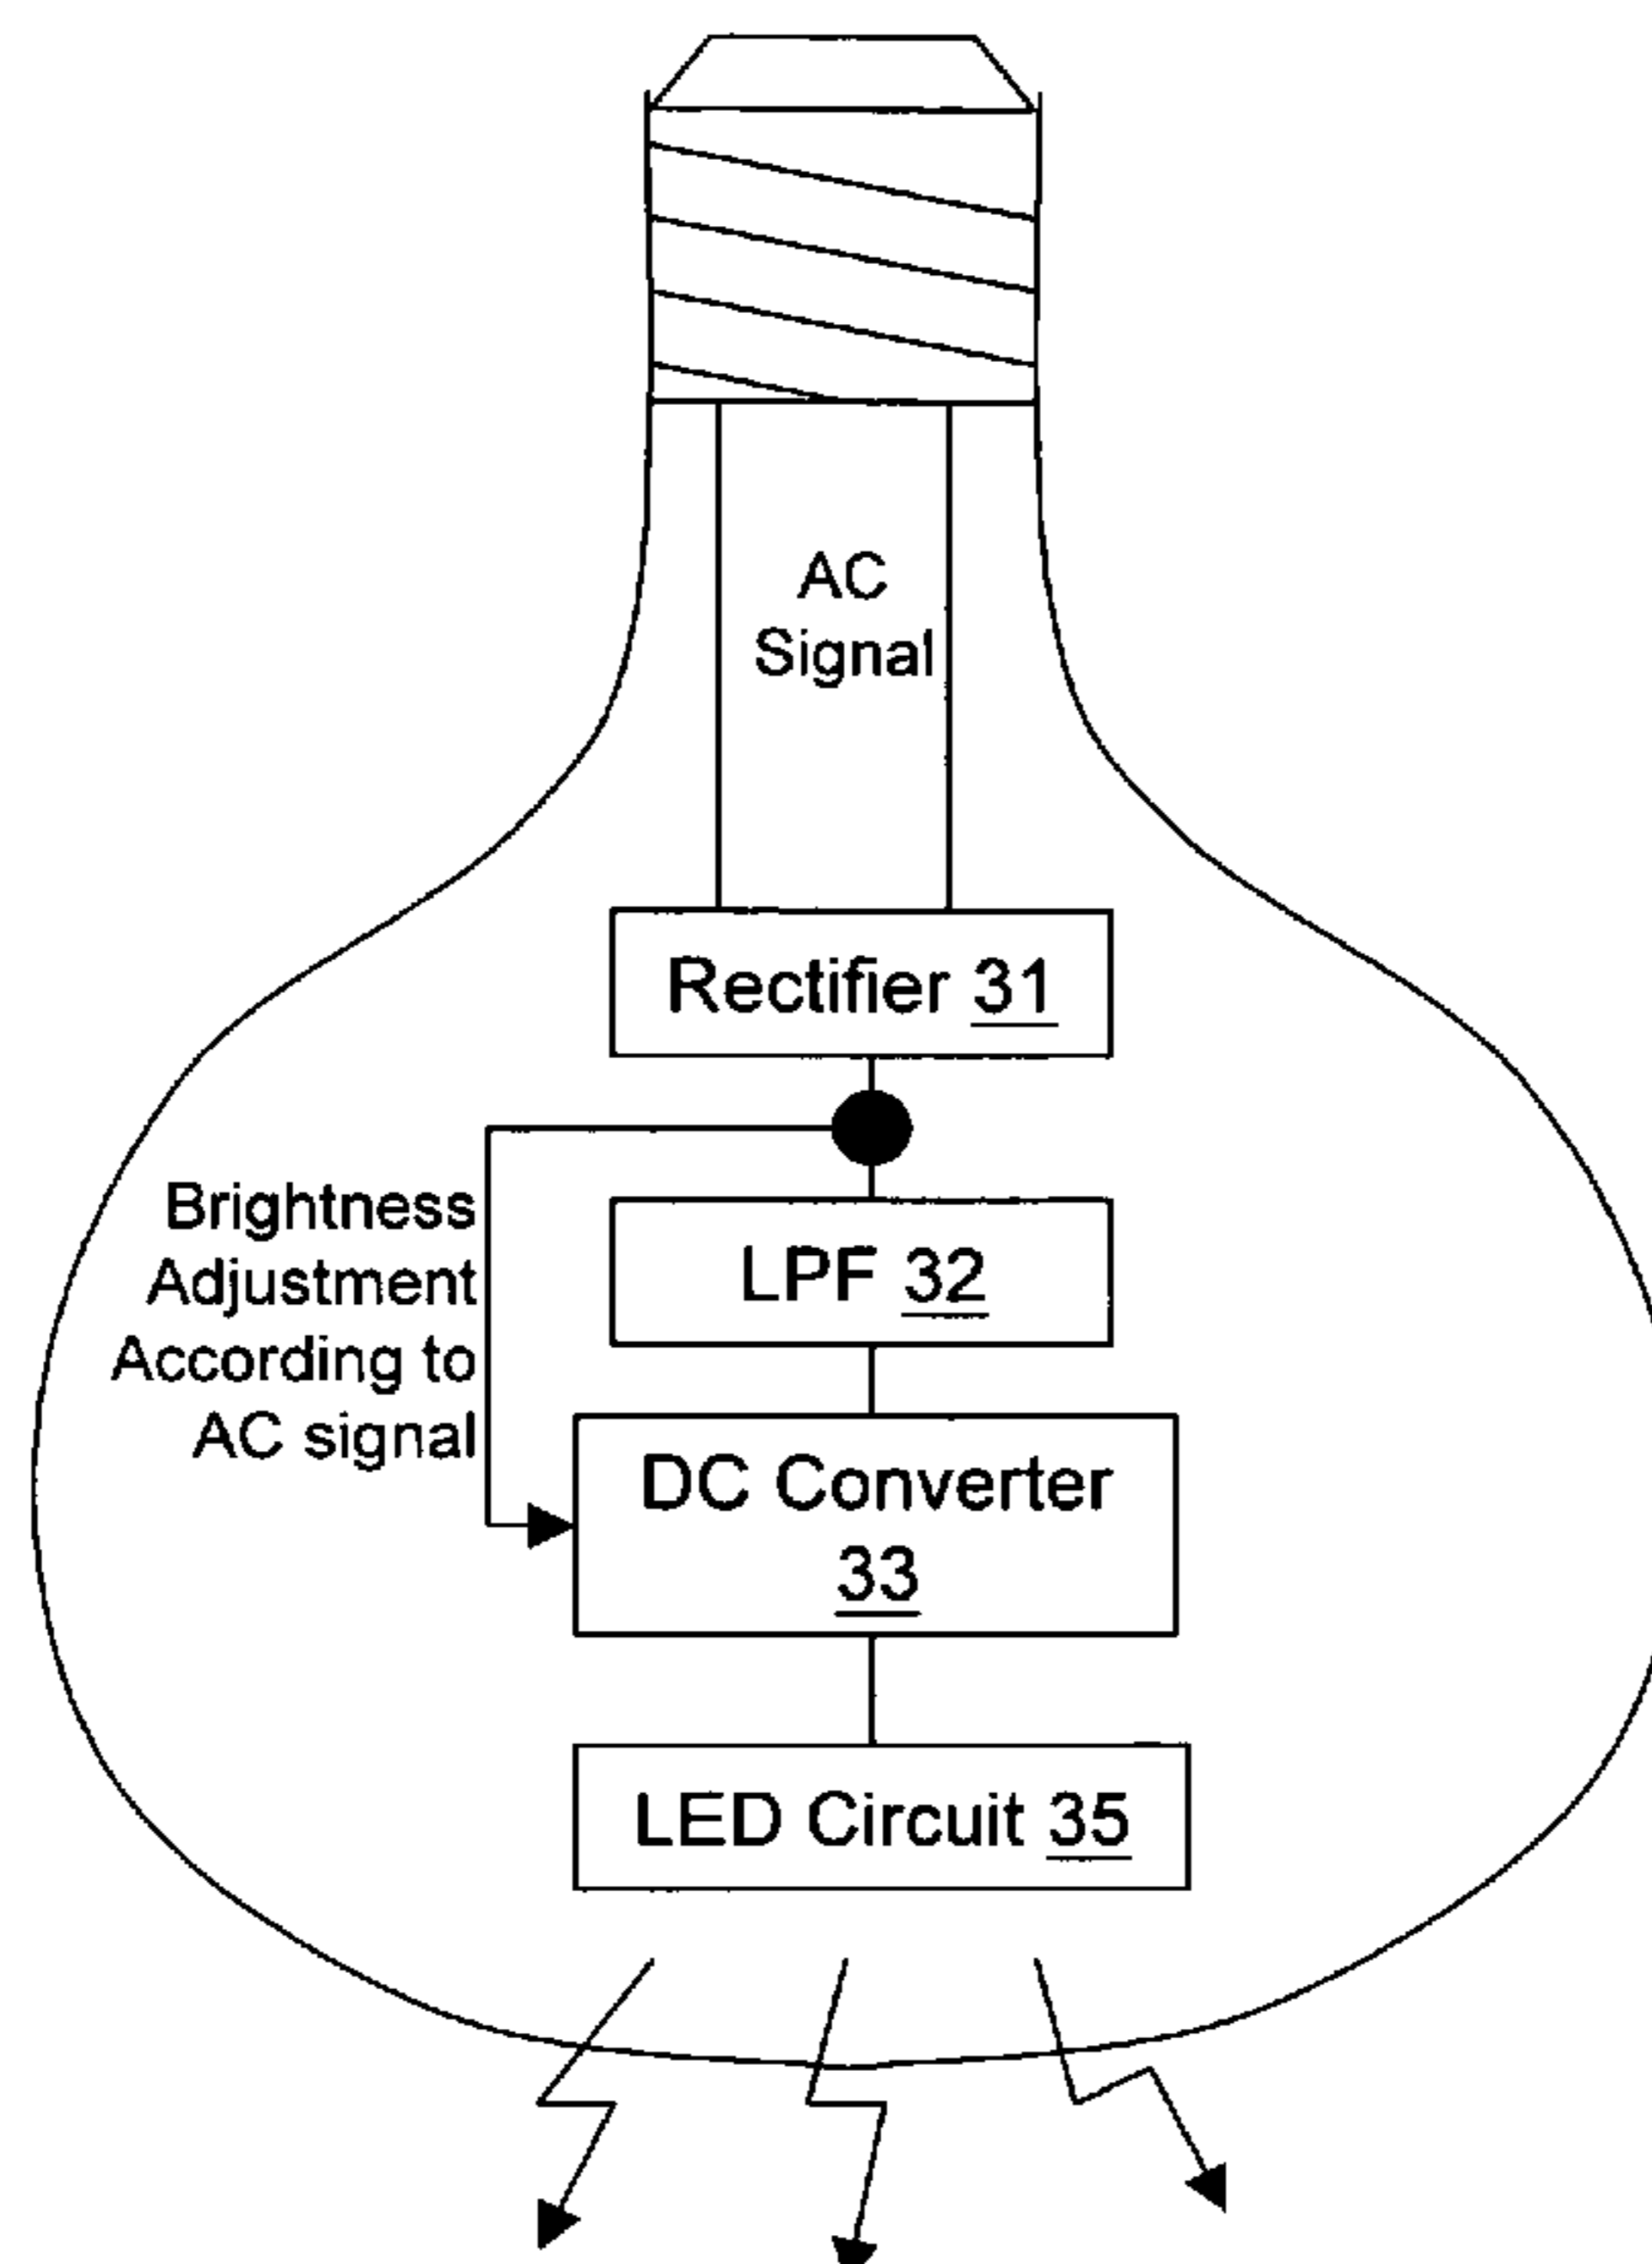 AC
Signal
Rectifier 31
Brightness
Adjustment
According to
AC signal
LPF 32
DC Converter
33
LED Circuit 35